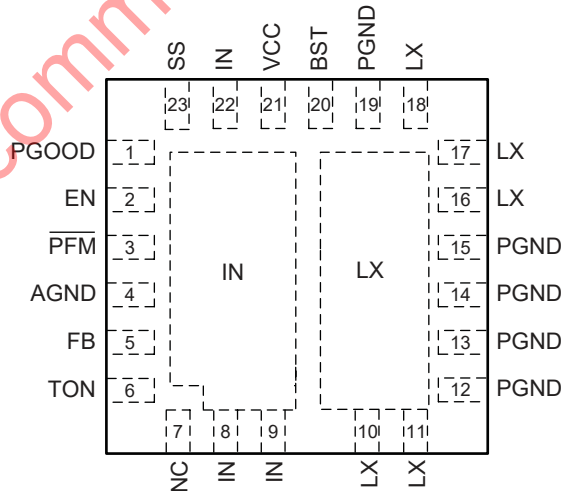 omm
SS IN VCC BST PGND LX
23 22 21 20 19 18
PGOOD 1 17 LX
EN 2 16 LX
PFM 3 15 PGND
IN LX
AGND 4 14 PGND
FB 5 13 PGND
TON 6 12 PGND
7 8 9 10 11
NC IN IN LX LX